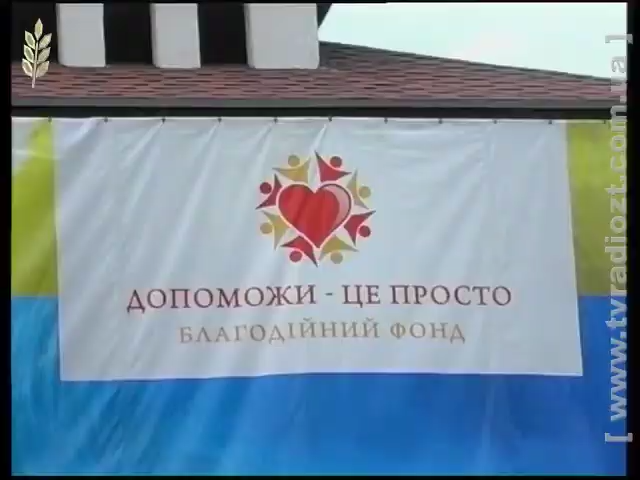 ДОПОМОЖИ - ЦЕ ПРОСТО
БЛАГОДІЙНИЙ ФОНД
[ www.tvradiozt.com.ua ]